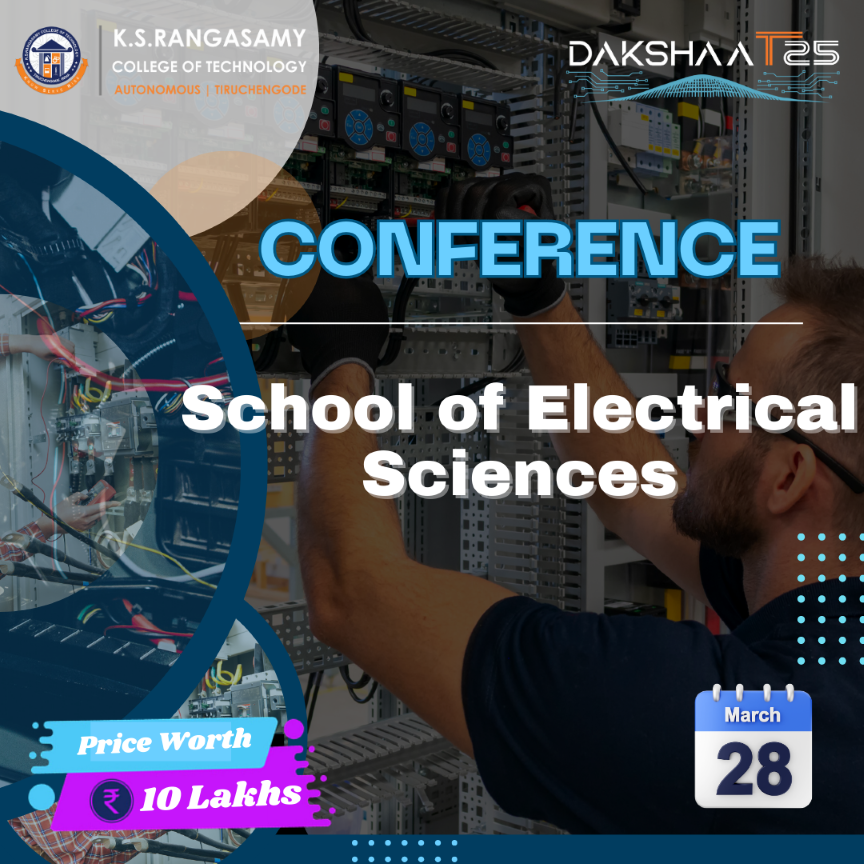 K.S.RANGASAMY
COLLEGE OF TECHNOLOGY
AUTONOMOUS | TIRUCHENGODE
DAKSHAA T25
CONFERENCE
School of Electrical
Sciences
Price Worth
₹ 10 Lakhs
March
28